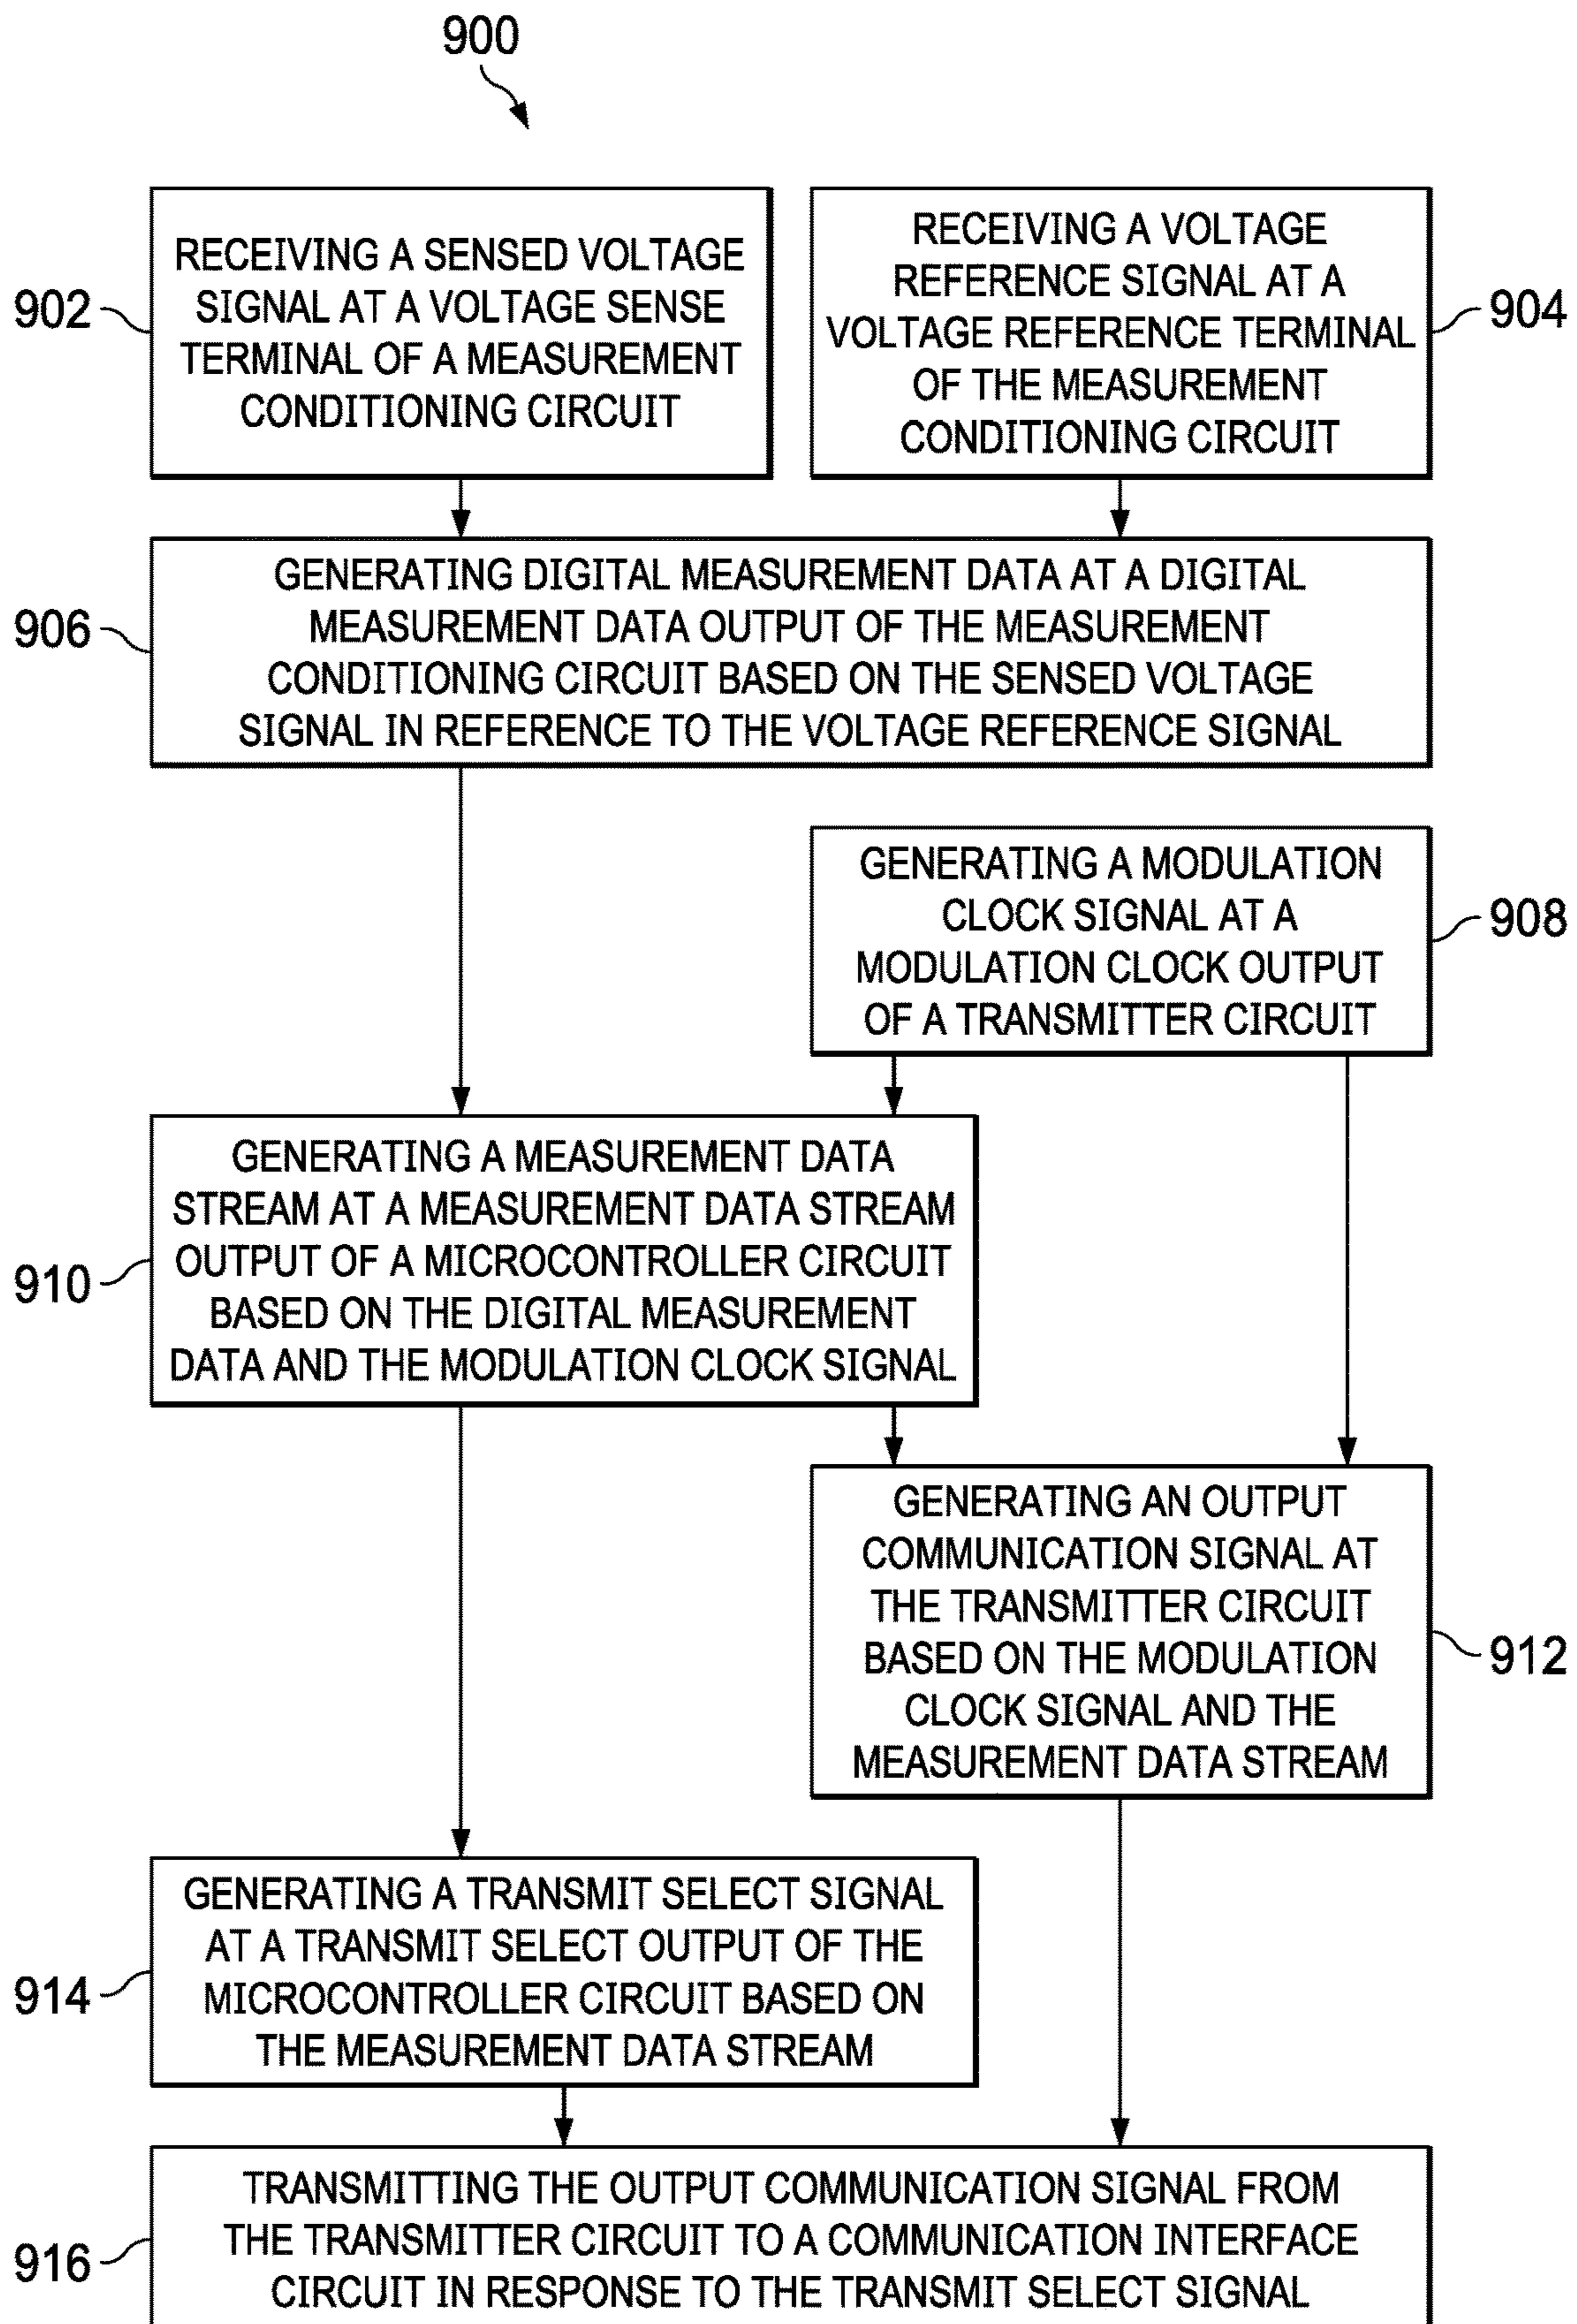 900
902
RECEIVING A SENSED VOLTAGE
SIGNAL AT A VOLTAGE SENSE
TERMINAL OF A MEASUREMENT
CONDITIONING CIRCUIT
RECEIVING A VOLTAGE
REFERENCE SIGNAL AT A
VOLTAGE REFERENCE TERMINAL
OF THE MEASUREMENT
CONDITIONING CIRCUIT
904
906
GENERATING DIGITAL MEASUREMENT DATA AT A DIGITAL
MEASUREMENT DATA OUTPUT OF THE MEASUREMENT
CONDITIONING CIRCUIT BASED ON THE SENSED VOLTAGE
SIGNAL IN REFERENCE TO THE VOLTAGE REFERENCE SIGNAL
GENERATING A MODULATION
CLOCK SIGNAL AT A
MODULATION CLOCK OUTPUT
OF A TRANSMITTER CIRCUIT
908
910
GENERATING A MEASUREMENT DATA
STREAM AT A MEASUREMENT DATA STREAM
OUTPUT OF A MICROCONTROLLER CIRCUIT
BASED ON THE DIGITAL MEASUREMENT
DATA AND THE MODULATION CLOCK SIGNAL
GENERATING AN OUTPUT
COMMUNICATION SIGNAL AT
THE TRANSMITTER CIRCUIT
BASED ON THE MODULATION
CLOCK SIGNAL AND THE
MEASUREMENT DATA STREAM
912
914
GENERATING A TRANSMIT SELECT SIGNAL
AT A TRANSMIT SELECT OUTPUT OF THE
MICROCONTROLLER CIRCUIT BASED ON
THE MEASUREMENT DATA STREAM
916
TRANSMITTING THE OUTPUT COMMUNICATION SIGNAL FROM
THE TRANSMITTER CIRCUIT TO A COMMUNICATION INTERFACE
CIRCUIT IN RESPONSE TO THE TRANSMIT SELECT SIGNAL